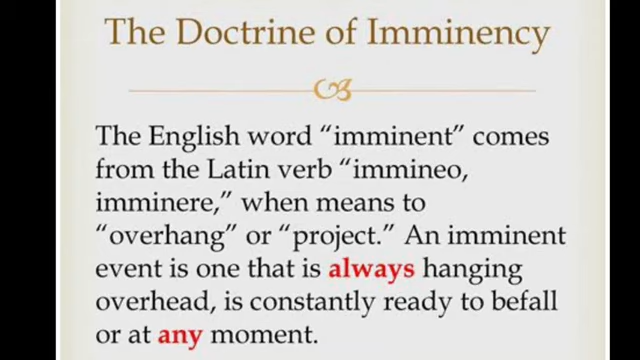 The Doctrine of Imminency
The English word “imminent” comes
from the Latin verb “immineo,
imminere,” when means to
“overhang” or “project.” An imminent
event is one that is always hanging
overhead, is constantly ready to befall
or at any moment.